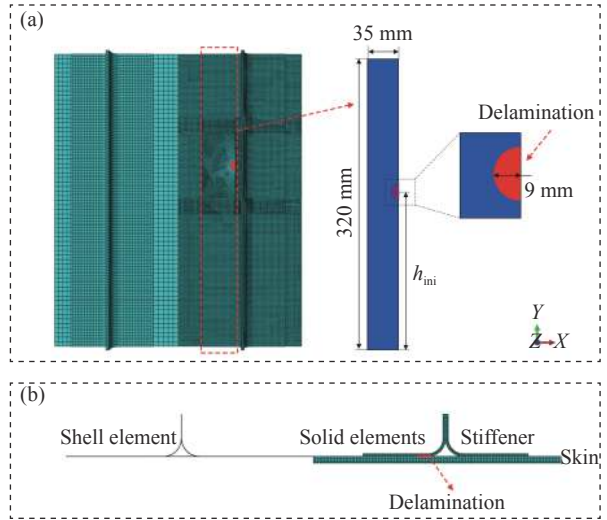 (a)
35 mm
Delamination
320 mm
9 mm
h_ini
Y
Z
X
(b)
Shell element
Solid elements
Stiffener
Skin
Delamination